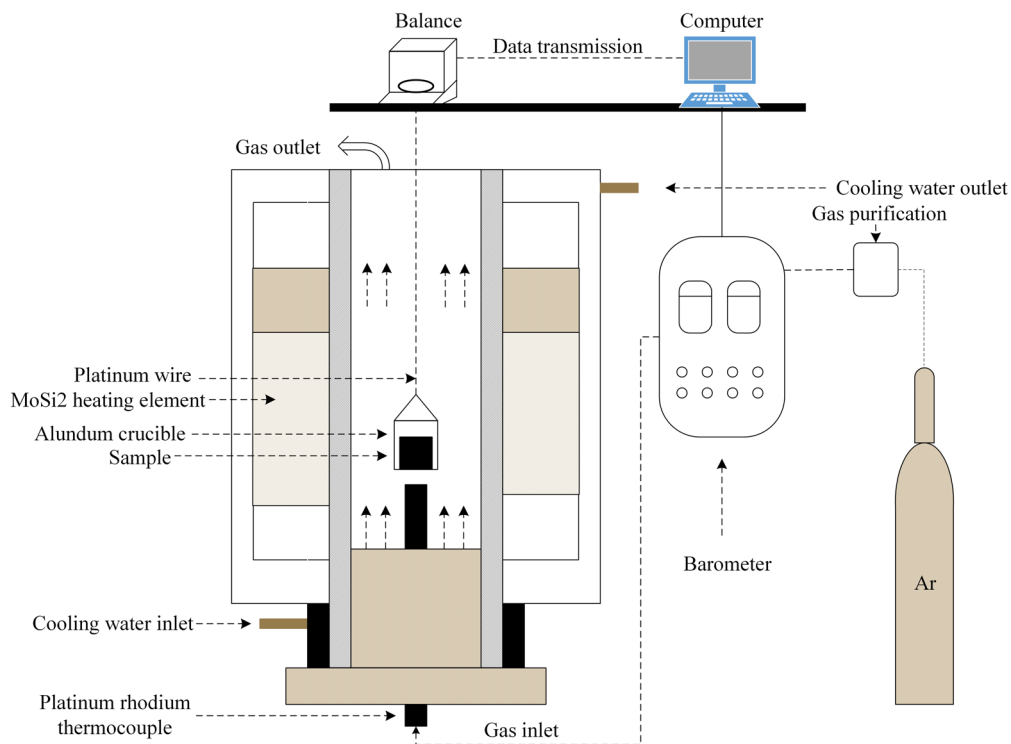 Balance
Computer
Data transmission
Gas outlet
Cooling water outlet
Gas purification
Platinum wire
MoSi2 heating element
Alundum crucible
Sample
Barometer
Ar
Cooling water inlet
Platinum rhodium
thermocouple
Gas inlet